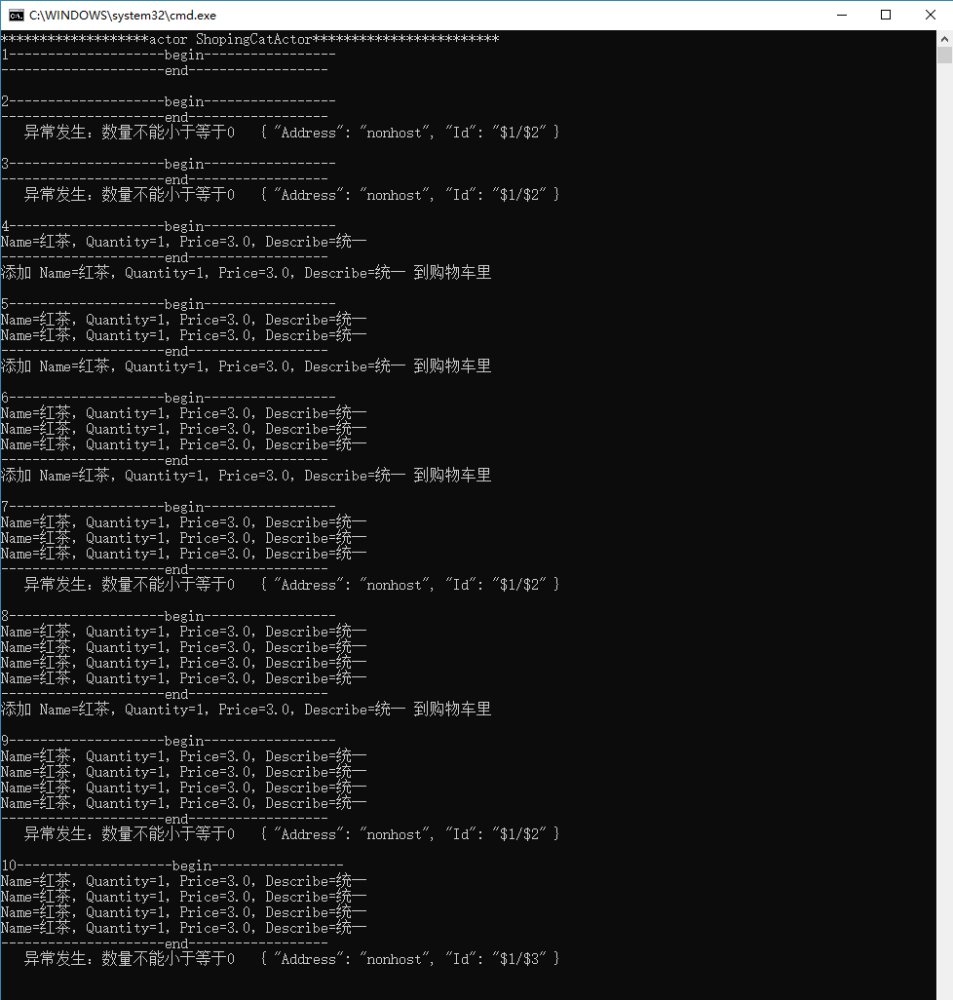 C:\WINDOWS\system32\cmd.exe
*******************actor ShopingCatActor************************
1--------------------begin-----------------
---------------------end------------------
2--------------------begin-----------------
---------------------end------------------
异常发生：数量不能小于等于0 { "Address": "nonhost", "Id": "$1/$2" }
3--------------------begin-----------------
---------------------end------------------
异常发生：数量不能小于等于0 { "Address": "nonhost", "Id": "$1/$2" }
4--------------------begin-----------------
Name=红茶, Quantity=1, Price=3.0, Describe=统一
---------------------end------------------
添加 Name=红茶, Quantity=1, Price=3.0, Describe=统一 到购物车里
5--------------------begin-----------------
Name=红茶, Quantity=1, Price=3.0, Describe=统一
Name=红茶, Quantity=1, Price=3.0, Describe=统一
---------------------end------------------
添加 Name=红茶, Quantity=1, Price=3.0, Describe=统一 到购物车里
6--------------------begin-----------------
Name=红茶, Quantity=1, Price=3.0, Describe=统一
Name=红茶, Quantity=1, Price=3.0, Describe=统一
Name=红茶, Quantity=1, Price=3.0, Describe=统一
---------------------end------------------
添加 Name=红茶, Quantity=1, Price=3.0, Describe=统一 到购物车里
7--------------------begin-----------------
Name=红茶, Quantity=1, Price=3.0, Describe=统一
Name=红茶, Quantity=1, Price=3.0, Describe=统一
Name=红茶, Quantity=1, Price=3.0, Describe=统一
---------------------end------------------
异常发生：数量不能小于等于0 { "Address": "nonhost", "Id": "$1/$2" }
8--------------------begin-----------------
Name=红茶, Quantity=1, Price=3.0, Describe=统一
Name=红茶, Quantity=1, Price=3.0, Describe=统一
Name=红茶, Quantity=1, Price=3.0, Describe=统一
Name=红茶, Quantity=1, Price=3.0, Describe=统一
---------------------end------------------
添加 Name=红茶, Quantity=1, Price=3.0, Describe=统一 到购物车里
9--------------------begin-----------------
Name=红茶, Quantity=1, Price=3.0, Describe=统一
Name=红茶, Quantity=1, Price=3.0, Describe=统一
Name=红茶, Quantity=1, Price=3.0, Describe=统一
Name=红茶, Quantity=1, Price=3.0, Describe=统一
---------------------end------------------
异常发生：数量不能小于等于0 { "Address": "nonhost", "Id": "$1/$2" }
10--------------------begin-----------------
Name=红茶, Quantity=1, Price=3.0, Describe=统一
Name=红茶, Quantity=1, Price=3.0, Describe=统一
Name=红茶, Quantity=1, Price=3.0, Describe=统一
Name=红茶, Quantity=1, Price=3.0, Describe=统一
---------------------end------------------
异常发生：数量不能小于等于0 { "Address": "nonhost", "Id": "$1/$3" }